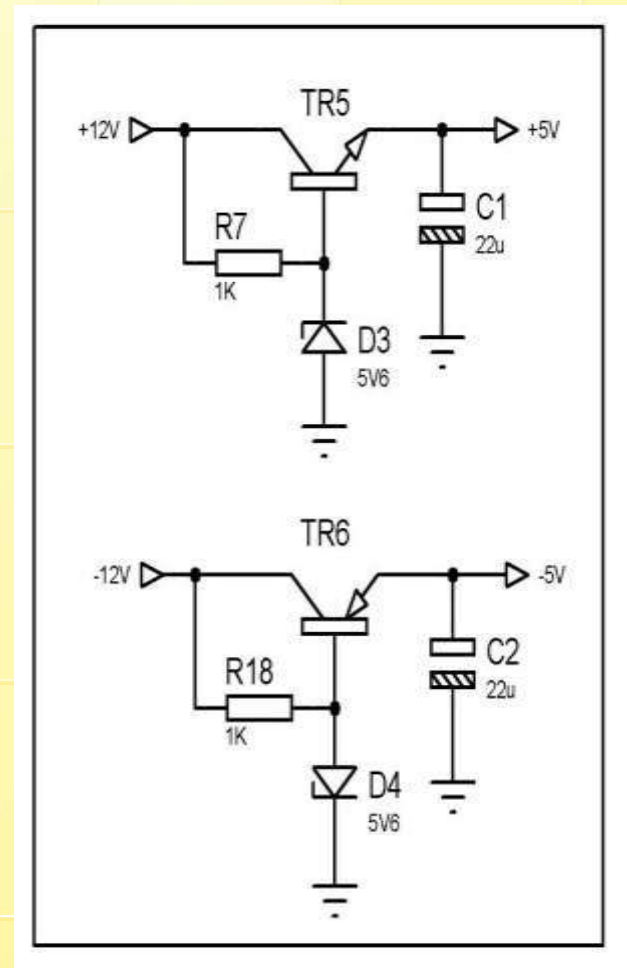 TR5
+12V
+5V
R7
1K
C1
22u
D3
5V6
TR6
-12V
-5V
R18
1K
C2
22u
D4
5V6